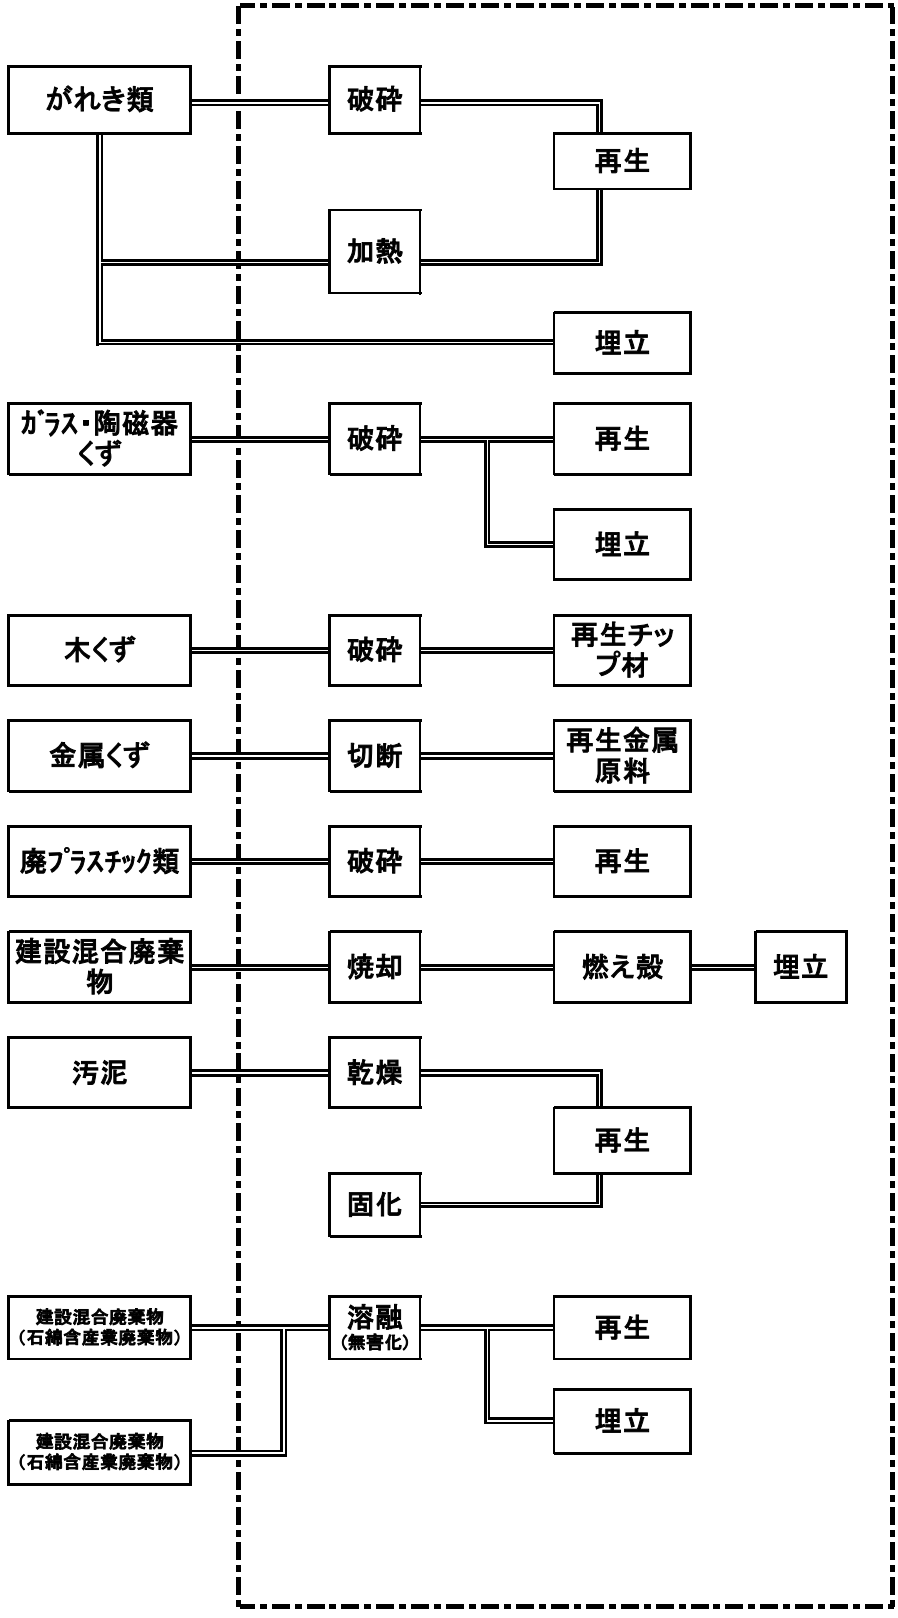 がれき類
破砕
再生
加熱
埋立
ｶﾞﾗｽ・陶磁器
くず
破砕
再生
埋立
木くず
破砕
再生チッ
プ材
金属くず
切断
再生金属
原料
廃ﾌﾟﾗｽﾁｯｸ類
破砕
再生
建設混合廃棄
物
焼却
燃え殻
埋立
汚泥
乾燥
再生
固化
建設混合廃棄物
（石綿含産業廃棄物）
溶融
（無害化）
再生
埋立
建設混合廃棄物
（石綿含産業廃棄物）